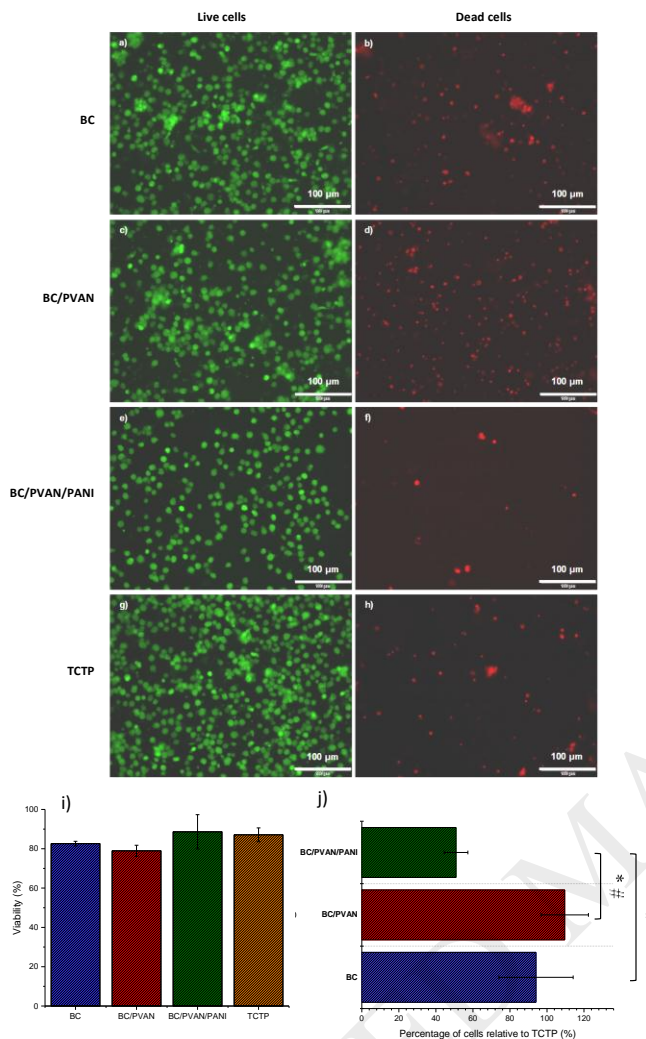 Live cells Dead cells
a) b)
BC
100 µm 100 µm
c) d)
BC/PVAN
100 µm 100 µm
e) f)
BC/PVAN/PANI
100 µm 100 µm
g) h)
TCTP
100 µm 100 µm
i) j)
100
80
60
40
20
0
Viability (%)
BC BC/PVAN BC/PVAN/PANI TCTP
BC/PVAN/PANI
BC/PVAN
BC
# *
0 20 40 60 80 100 120
Percentage of cells relative to TCTP (%)